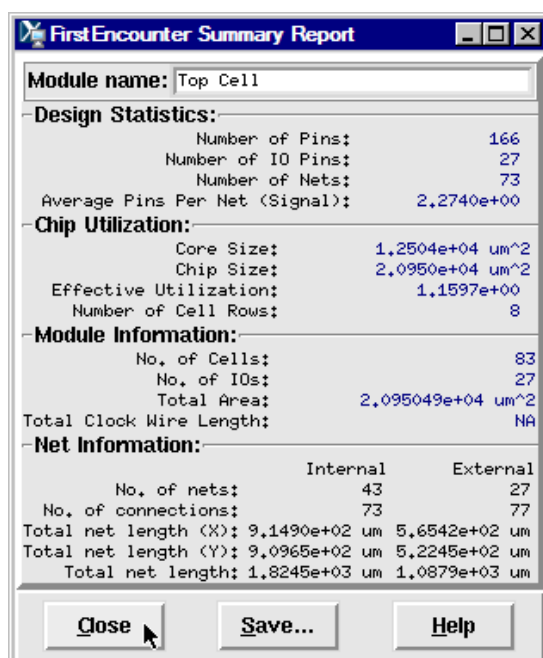 FirstEncounter Summary Report
Module name: Top Cell
Design Statistics:
Number of Pins: 166
Number of IO Pins: 27
Number of Nets: 73
Average Pins Per Net (Signal): 2.2740e+00
Chip Utilization:
Core Size: 1.2504e+04 um^2
Chip Size: 2.0950e+04 um^2
Effective Utilization: 1.1597e+00
Number of Cell Rows: 8
Module Information:
No. of Cells: 83
No. of IOs: 27
Total Area: 2.095049e+04 um^2
Total Clock Wire Length: NA
Net Information:
Internal External
No. of nets: 43 27
No. of connections: 73 77
Total net length (X): 9.1490e+02 um 5.6542e+02 um
Total net length (Y): 9.0965e+02 um 5.2245e+02 um
Total net length: 1.8245e+03 um 1.0879e+03 um
Close Save... Help